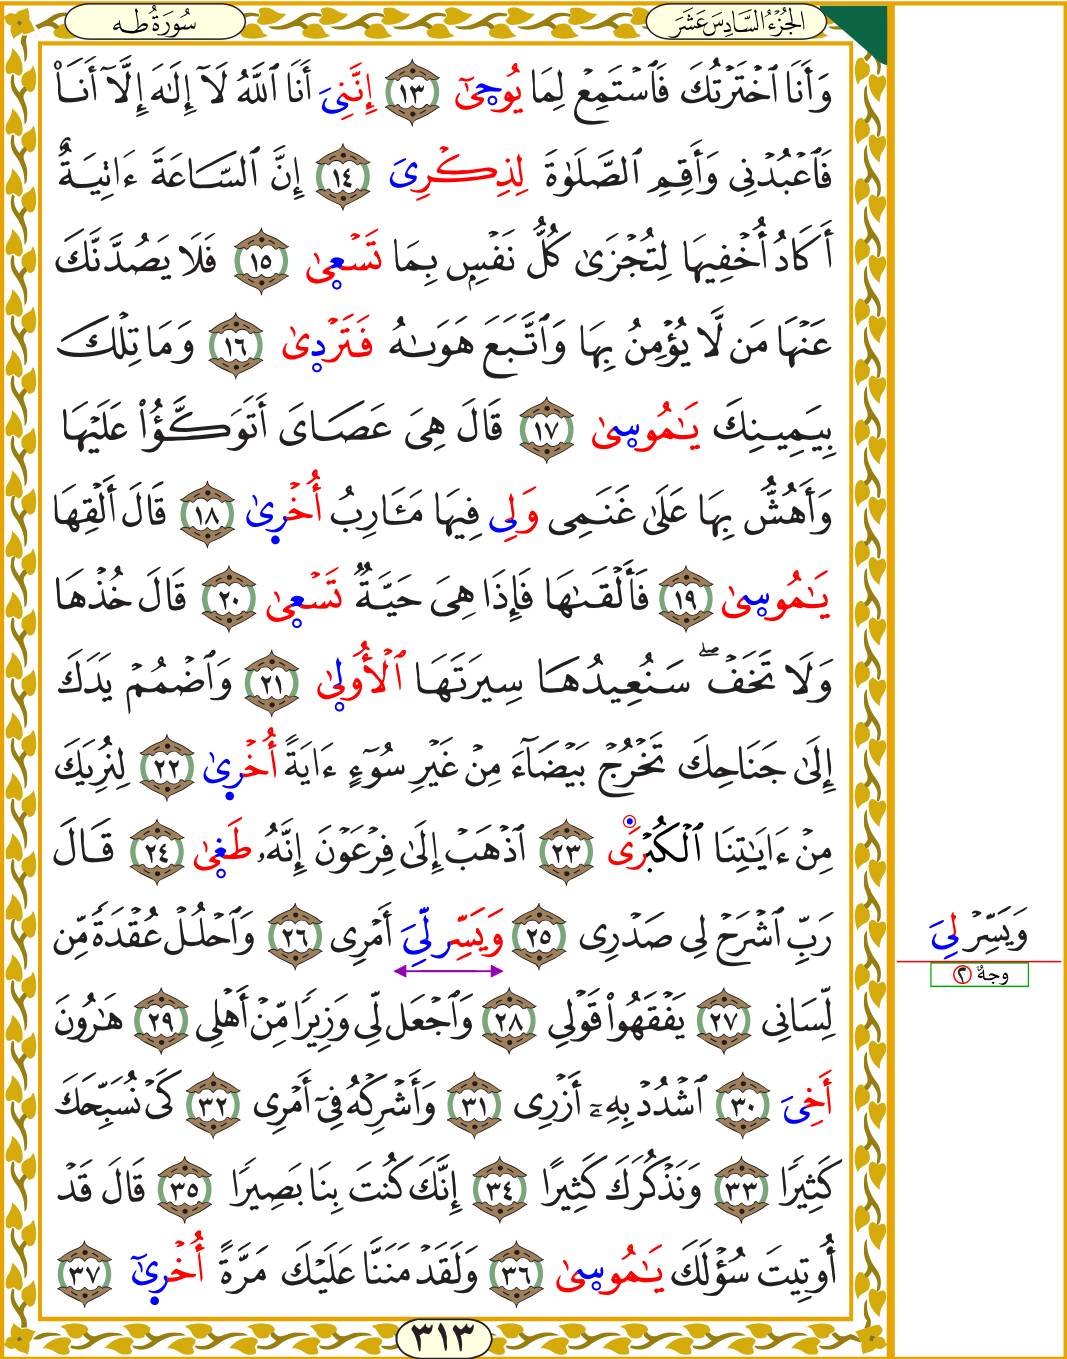 الجُزْءُ السَّادِسَ عَشَرَ
سُورَةُ طه
وَأَنَا ٱخْتَرْتُكَ فَٱسْتَمِعْ لِمَا يُوحِىٰٓ ١٣ إِنَّنِىَ أَنَا ٱللَّهُ لَآ إِلَٰهَ إِلَّآ أَنَا۠
فَٱعْبُدْنِى وَأَقِمِ ٱلصَّلَوٰةَ لِذِكْرِىَ ١٤ إِنَّ ٱلسَّاعَةَ ءَاتِيَةٌ
أَكَادُ أُخْفِيهَا لِتُجْزَىٰ كُلُّ نَفْسٍۭ بِمَا تَسْعِىٰ ١٥ فَلَا يَصُدَّنَّكَ
عَنْهَا مَن لَّا يُؤْمِنُ بِهَا وَٱتَّبَعَ هَوَىٰهُ فَتَرْدِىٰ ١٦ وَمَا تِلْكَ
بِيَمِينِكَ يَٰمُوسِىٰ ١٧ قَالَ هِىَ عَصَاىَ أَتَوَكَّؤُا۟ عَلَيْهَا
وَأَهُشُّ بِهَا عَلَىٰ غَنَمِى وَلِى فِيهَا مَـَٔارِبُ أُخْرِىٰ ١٨ قَالَ أَلْقِهَا
يَٰمُوسِىٰ ١٩ فَأَلْقَىٰهَا فَإِذَا هِىَ حَيَّةٌ تَسْعِىٰ ٢٠ قَالَ خُذْهَا
وَلَا تَخَفْ ۖ سَنُعِيدُهَا سِيرَتَهَا ٱلْأُولِىٰ ٢١ وَٱضْمُمْ يَدَكَ
إِلَىٰ جَنَاحِكَ تَخْرُجْ بَيْضَآءَ مِنْ غَيْرِ سُوٓءٍ ءَايَةً أُخْرِىٰ ٢٢ لِنُرِيَكَ
مِنْ ءَايَٰتِنَا ٱلْكُبْرَى ٢٣ ٱذْهَبْ إِلَىٰ فِرْعَوْنَ إِنَّهُۥ طَغِىٰ ٢٤ قَالَ
رَبِّ ٱشْرَحْ لِى صَدْرِى ٢٥ وَيَسِّر لِّىَ أَمْرِى ٢٦ وَٱحْلُلْ عُقْدَةً مِّن
لِّسَانِى ٢٧ يَفْقَهُوا۟ قَوْلِى ٢٨ وَٱجْعَل لِّى وَزِيرًا مِّنْ أَهْلِى ٢٩ هَٰرُونَ
أَخِىَ ٣٠ ٱشْدُدْ بِهِۦٓ أَزْرِى ٣١ وَأَشْرِكْهُ فِىٓ أَمْرِى ٣٢ كَىْ نُسَبِّحَكَ
كَثِيرًا ٣٣ وَنَذْكُرَكَ كَثِيرًا ٣٤ إِنَّكَ كُنتَ بِنَا بَصِيرًا ٣٥ قَالَ قَدْ
أُوتِيتَ سُؤْلَكَ يَٰمُوسِىٰ ٣٦ وَلَقَدْ مَنَنَّا عَلَيْكَ مَرَّةً أُخْرِىٰٓ ٣٧
٣١٣
وَيَسِّرْ لِىَ
وجهٌ ٢